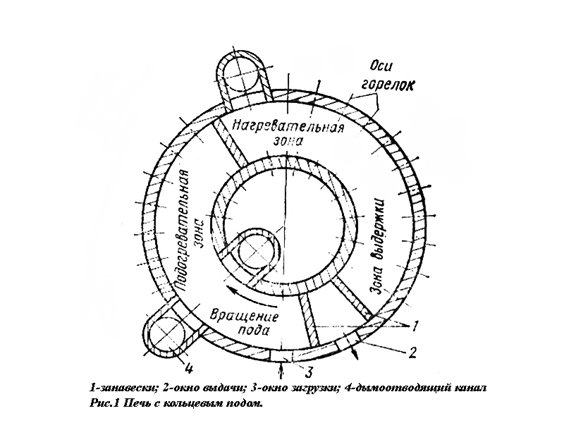 1
Оси
горелок
Нагревательная
зона
Подогревательная
зона
Зона выдержки
Вращение
пода
1
2
3
4
1-занавески; 2-окно выдачи; 3-окно загрузки; 4-дымоотводящий канал
Рис.1 Печь с кольцевым подом.